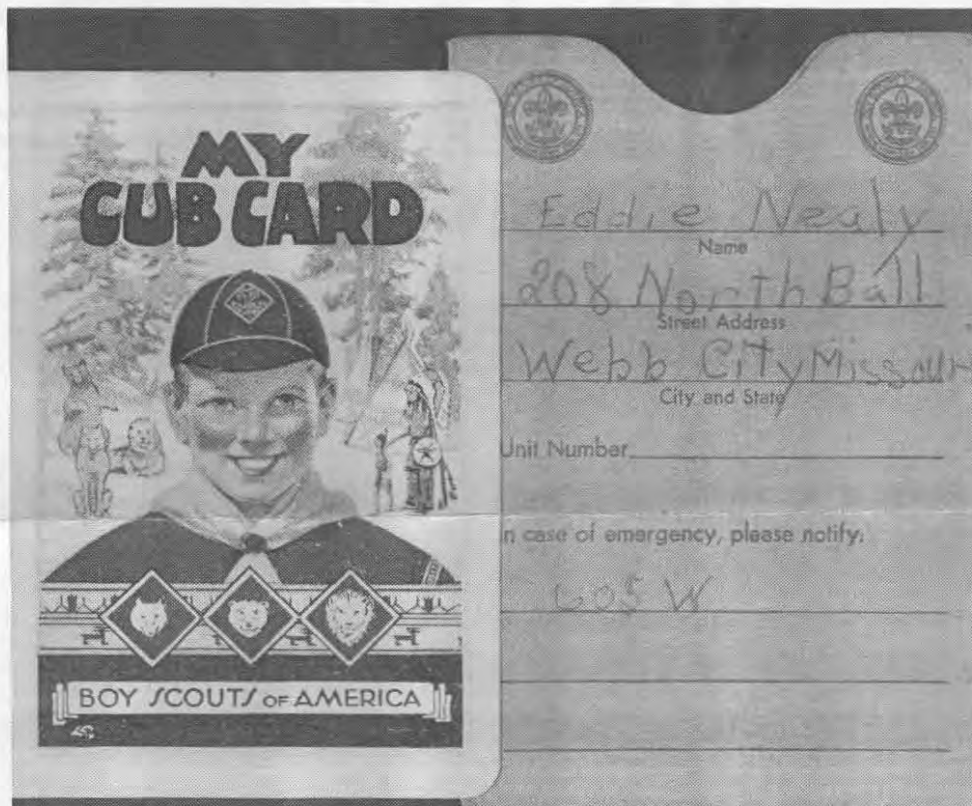 MY
CUB CARD
BOY SCOUTS OF AMERICA
Eddie Nealy
Name
208 North Ball
Street Address
Webb City Missouri
City and State
Unit Number
In case of emergency, please notify:
605 W